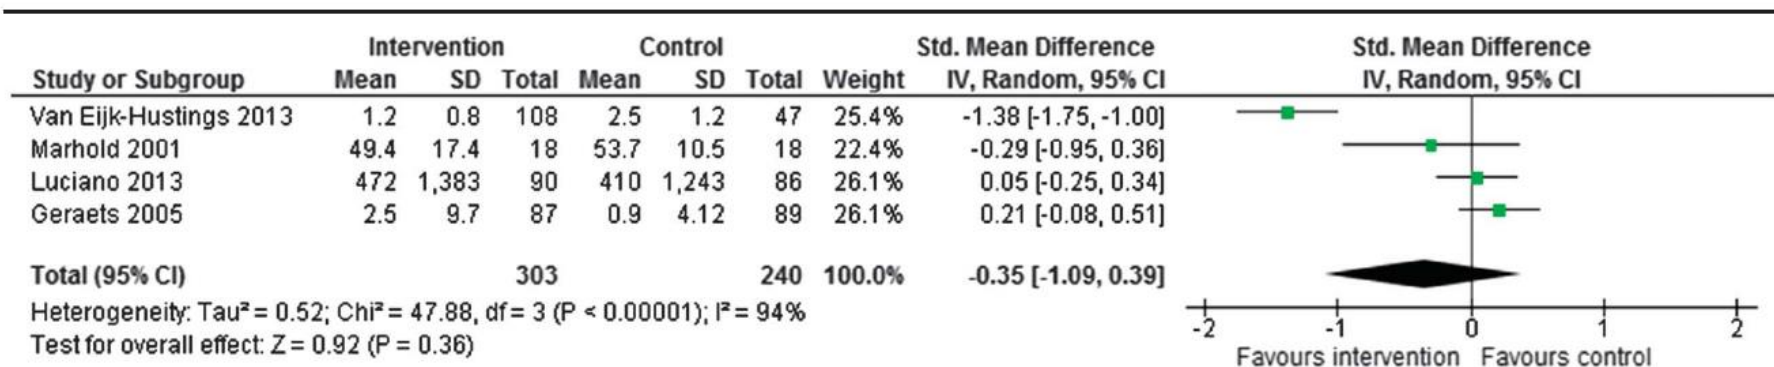 Intervention Control Std. Mean Difference Std. Mean Difference
Study or Subgroup Mean SD Total Mean SD Total Weight IV, Random, 95% CI IV, Random, 95% CI
Van Eijk-Hustings 2013 1.2 0.8 108 2.5 1.2 47 25.4% -1.38 [-1.75, -1.00]
Marhold 2001 49.4 17.4 18 53.7 10.5 18 22.4% -0.29 [-0.95, 0.36]
Luciano 2013 472 1,383 90 410 1,243 86 26.1% 0.05 [-0.25, 0.34]
Geraets 2005 2.5 9.7 87 0.9 4.12 89 26.1% 0.21 [-0.08, 0.51]
Total (95% CI) 303 240 100.0% -0.35 [-1.09, 0.39]
Heterogeneity: Tau² = 0.52; Chi² = 47.88, df = 3 (P < 0.00001); I² = 94%
Test for overall effect: Z = 0.92 (P = 0.36)
-2 -1 0 1 2
Favours intervention Favours control